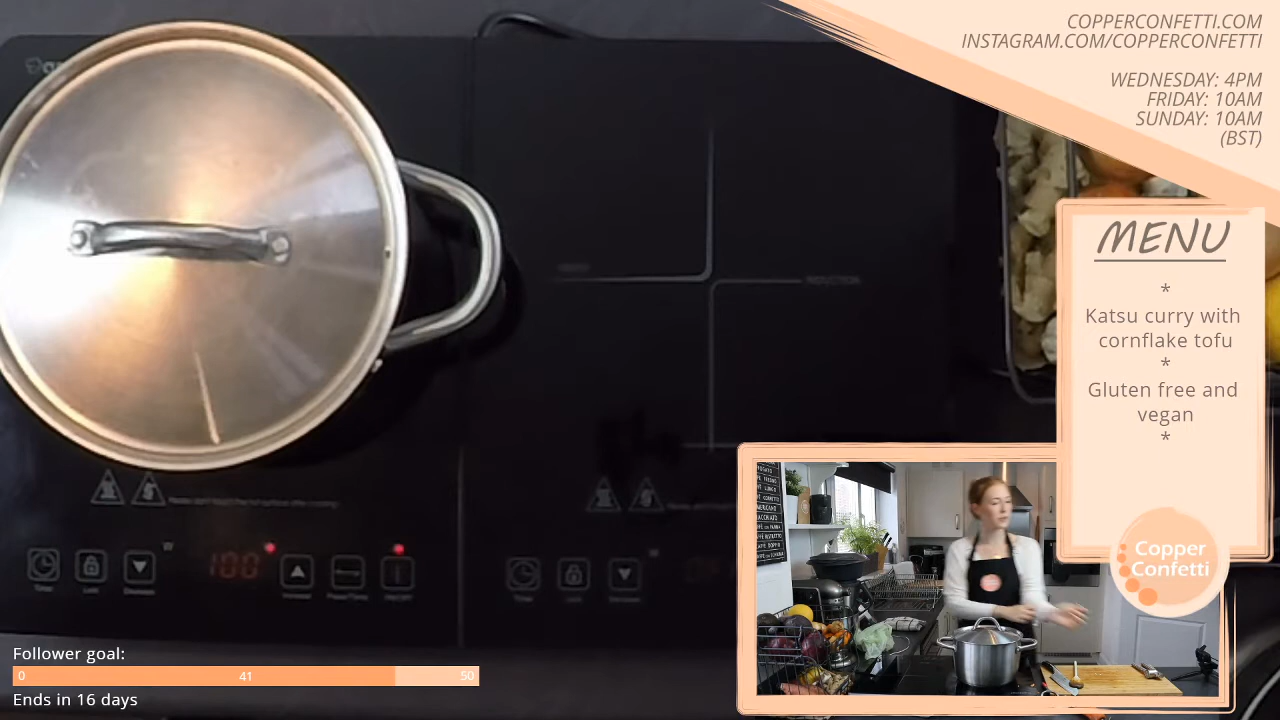 COPPERCONFETTI.COM
INSTAGRAM.COM/COPPERCONFETTI
WEDNESDAY: 4PM
FRIDAY: 10AM
SUNDAY: 10AM
(BST)
MENU
*
Katsu curry with
cornflake tofu
*
Gluten free and
vegan
*
Copper
Confetti
100
Follower goal:
0 41 50
Ends in 16 days